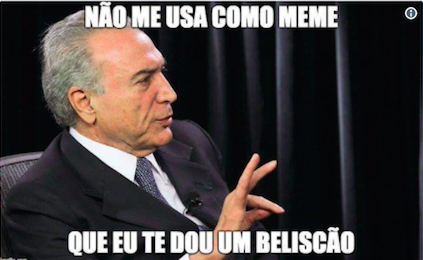 NÃO ME USA COMO MEME
QUE EU TE DOU UM BELISCÃO